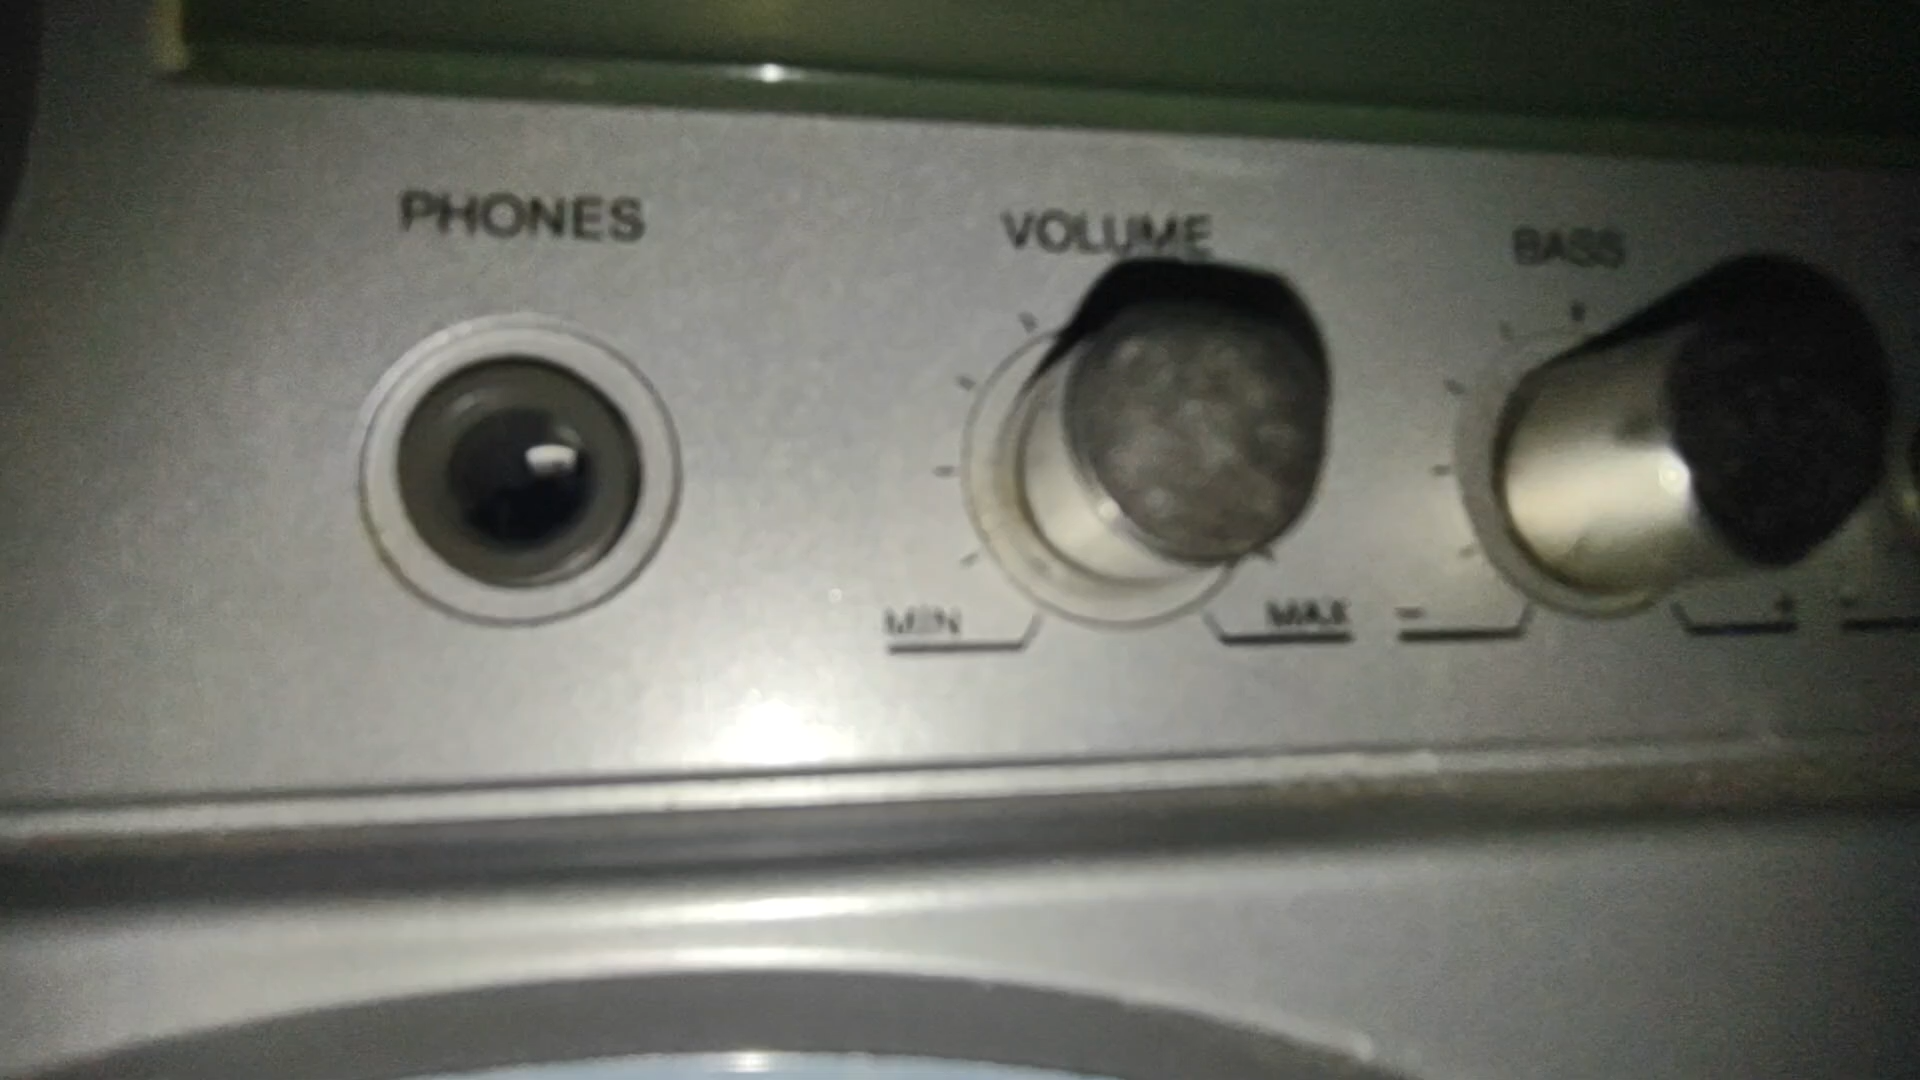 PHONES
VOLUME
BASS
MIN
MAX
-
+
-